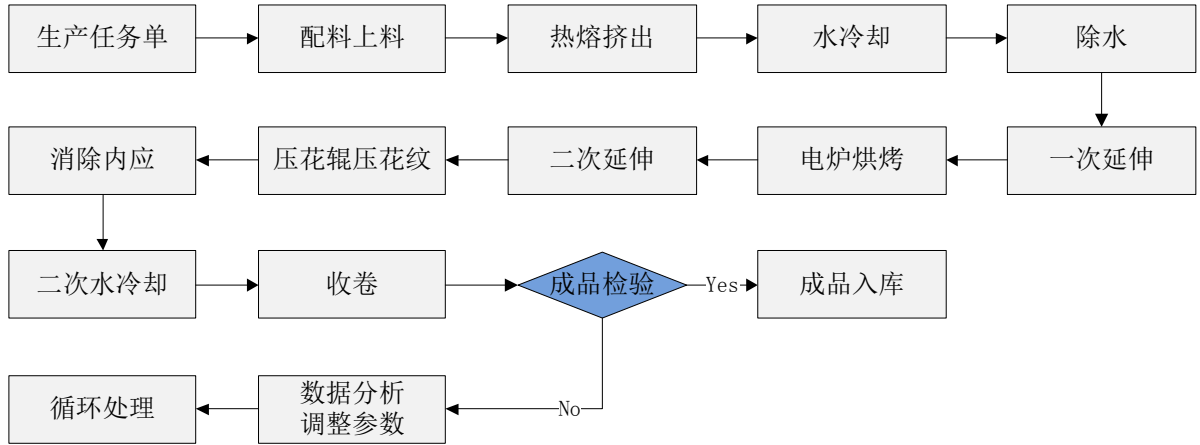 生产任务单
配料上料
热熔挤出
水冷却
除水
消除内应
压花辊压花纹
二次延伸
电炉烘烤
一次延伸
二次水冷却
收卷
成品检验
Yes
成品入库
循环处理
数据分析
调整参数
No